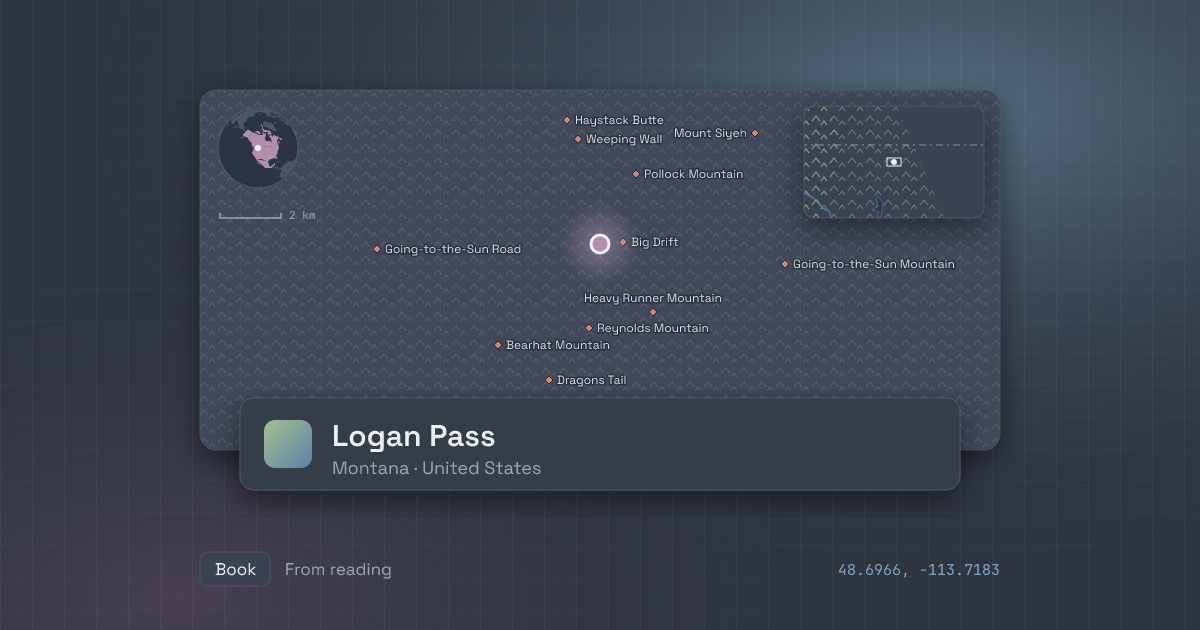 Haystack Butte
Mount Siyeh
Weeping Wall
Pollock Mountain
2 km
Big Drift
Going-to-the-Sun Road
Going-to-the-Sun Mountain
Heavy Runner Mountain
Reynolds Mountain
Bearhat Mountain
Dragons Tail
Logan Pass
Montana · United States
Book
From reading
48.6966, -113.7183